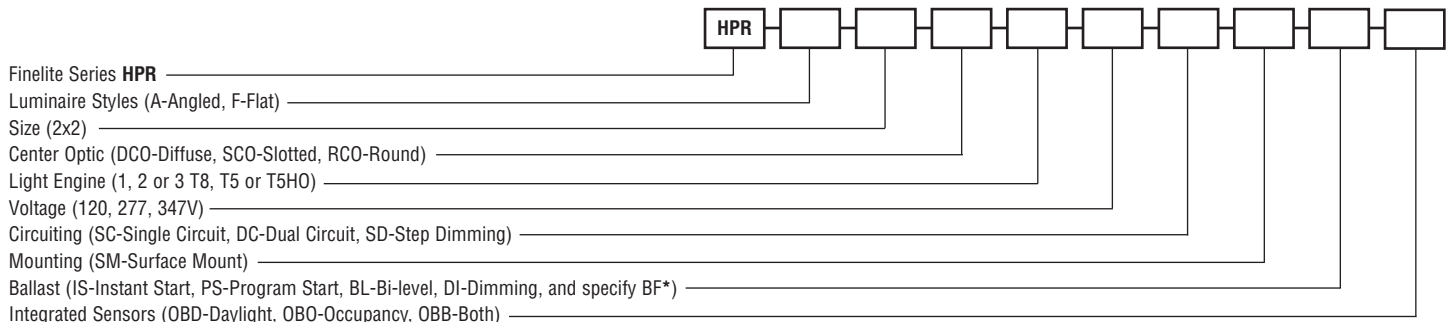 HPR
Finelite Series HPR
Luminaire Styles (A-Angled, F-Flat)
Size (2x2)
Center Optic (DCO-Diffuse, SCO-Slotted, RCO-Round)
Light Engine (1, 2 or 3 T8, T5 or T5HO)
Voltage (120, 277, 347V)
Circuiting (SC-Single Circuit, DC-Dual Circuit, SD-Step Dimming)
Mounting (SM-Surface Mount)
Ballast (IS-Instant Start, PS-Program Start, BL-Bi-level, DI-Dimming, and specify BF*)
Integrated Sensors (OBD-Daylight, OBO-Occupancy, OBB-Both)